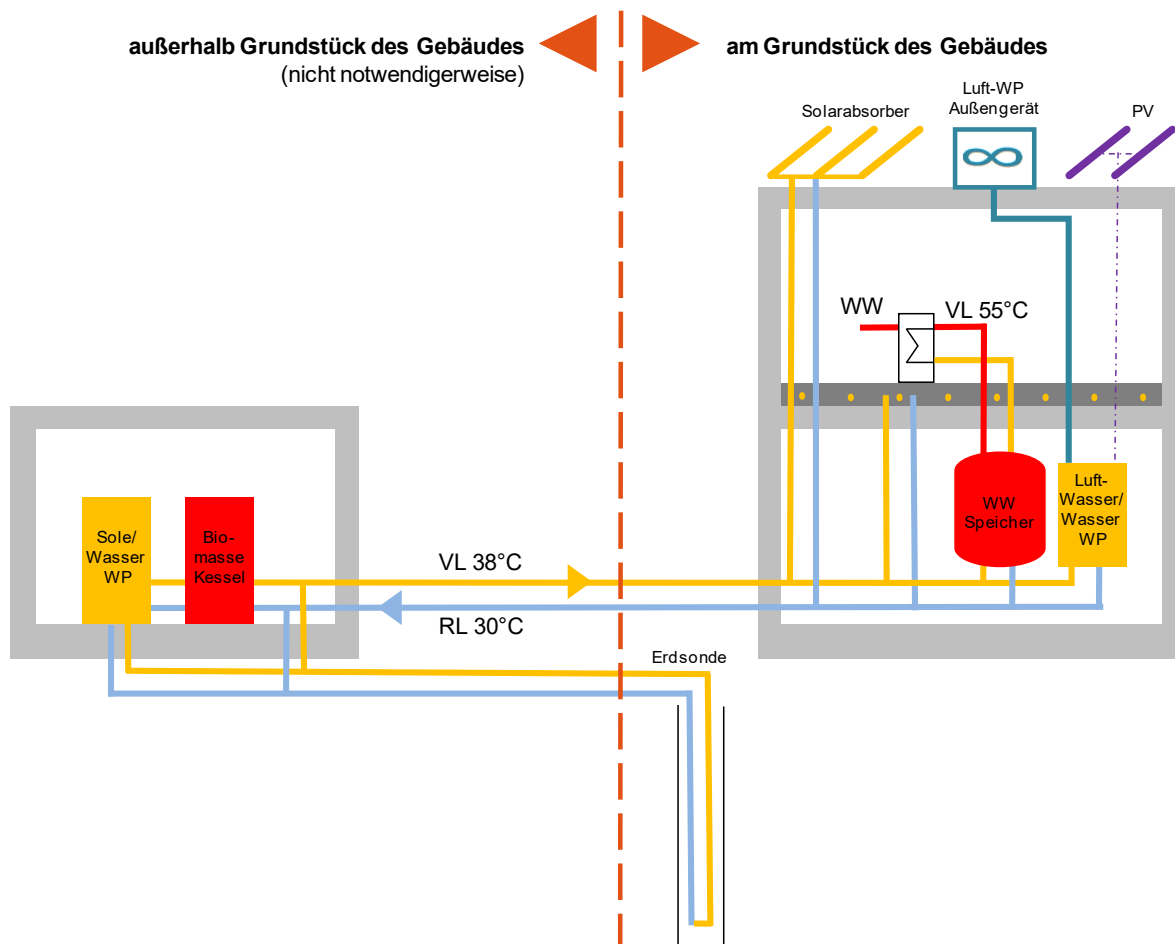 außerhalb Grundstück des Gebäudes
(nicht notwendigerweise)
am Grundstück des Gebäudes
Solarabsorber
Luft-WP
Außengerät
PV
WW
VL 55°C
Sole/
Wasser
WP
Bio-
masse
Kessel
VL 38°C
RL 30°C
WW
Speicher
Luft-
Wasser/
Wasser
WP
Erdsonde